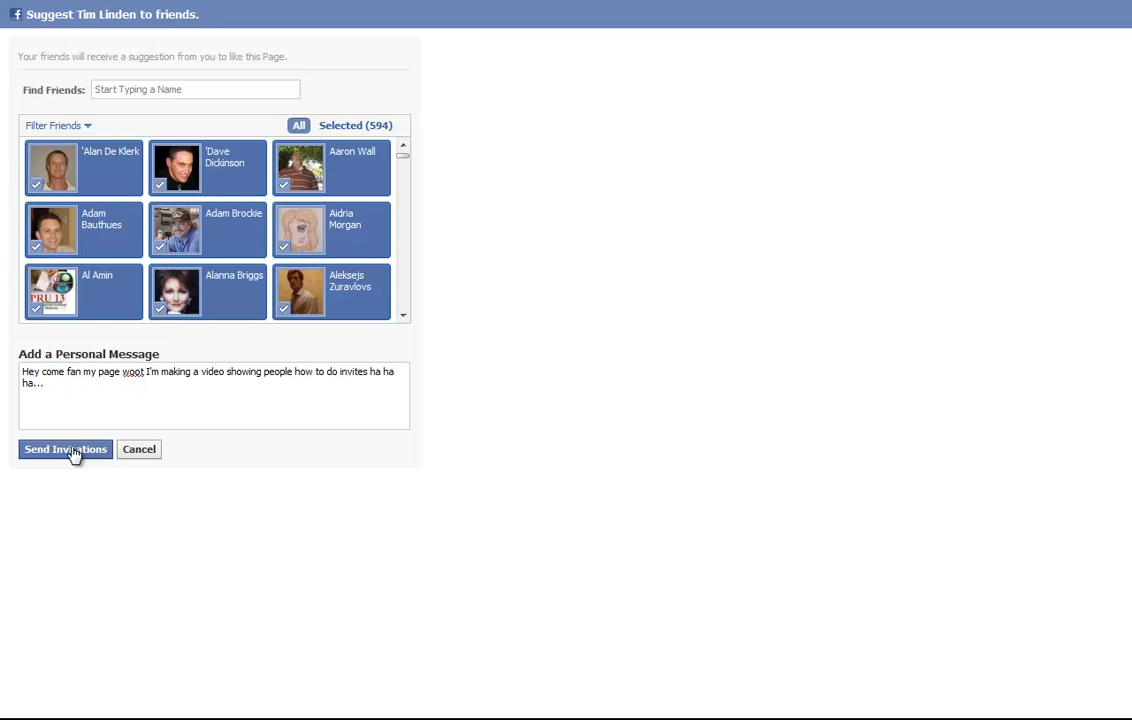 Suggest Tim Linden to friends.
Your friends will receive a suggestion from you to like this Page.
Find Friends: Start Typing a Name
Filter Friends All Selected (594)
'Alan De Klerk
'Dave
Dickinson
Aaron Wall
Adam
Bauthues
Adam Brockie
Aidria
Morgan
Al Amin
Alanna Briggs
Aleksejs
Zuravlovs
PRU 13
Add a Personal Message
Hey come fan my page woot I'm making a video showing people how to do invites ha ha
ha...
Send Invitations Cancel